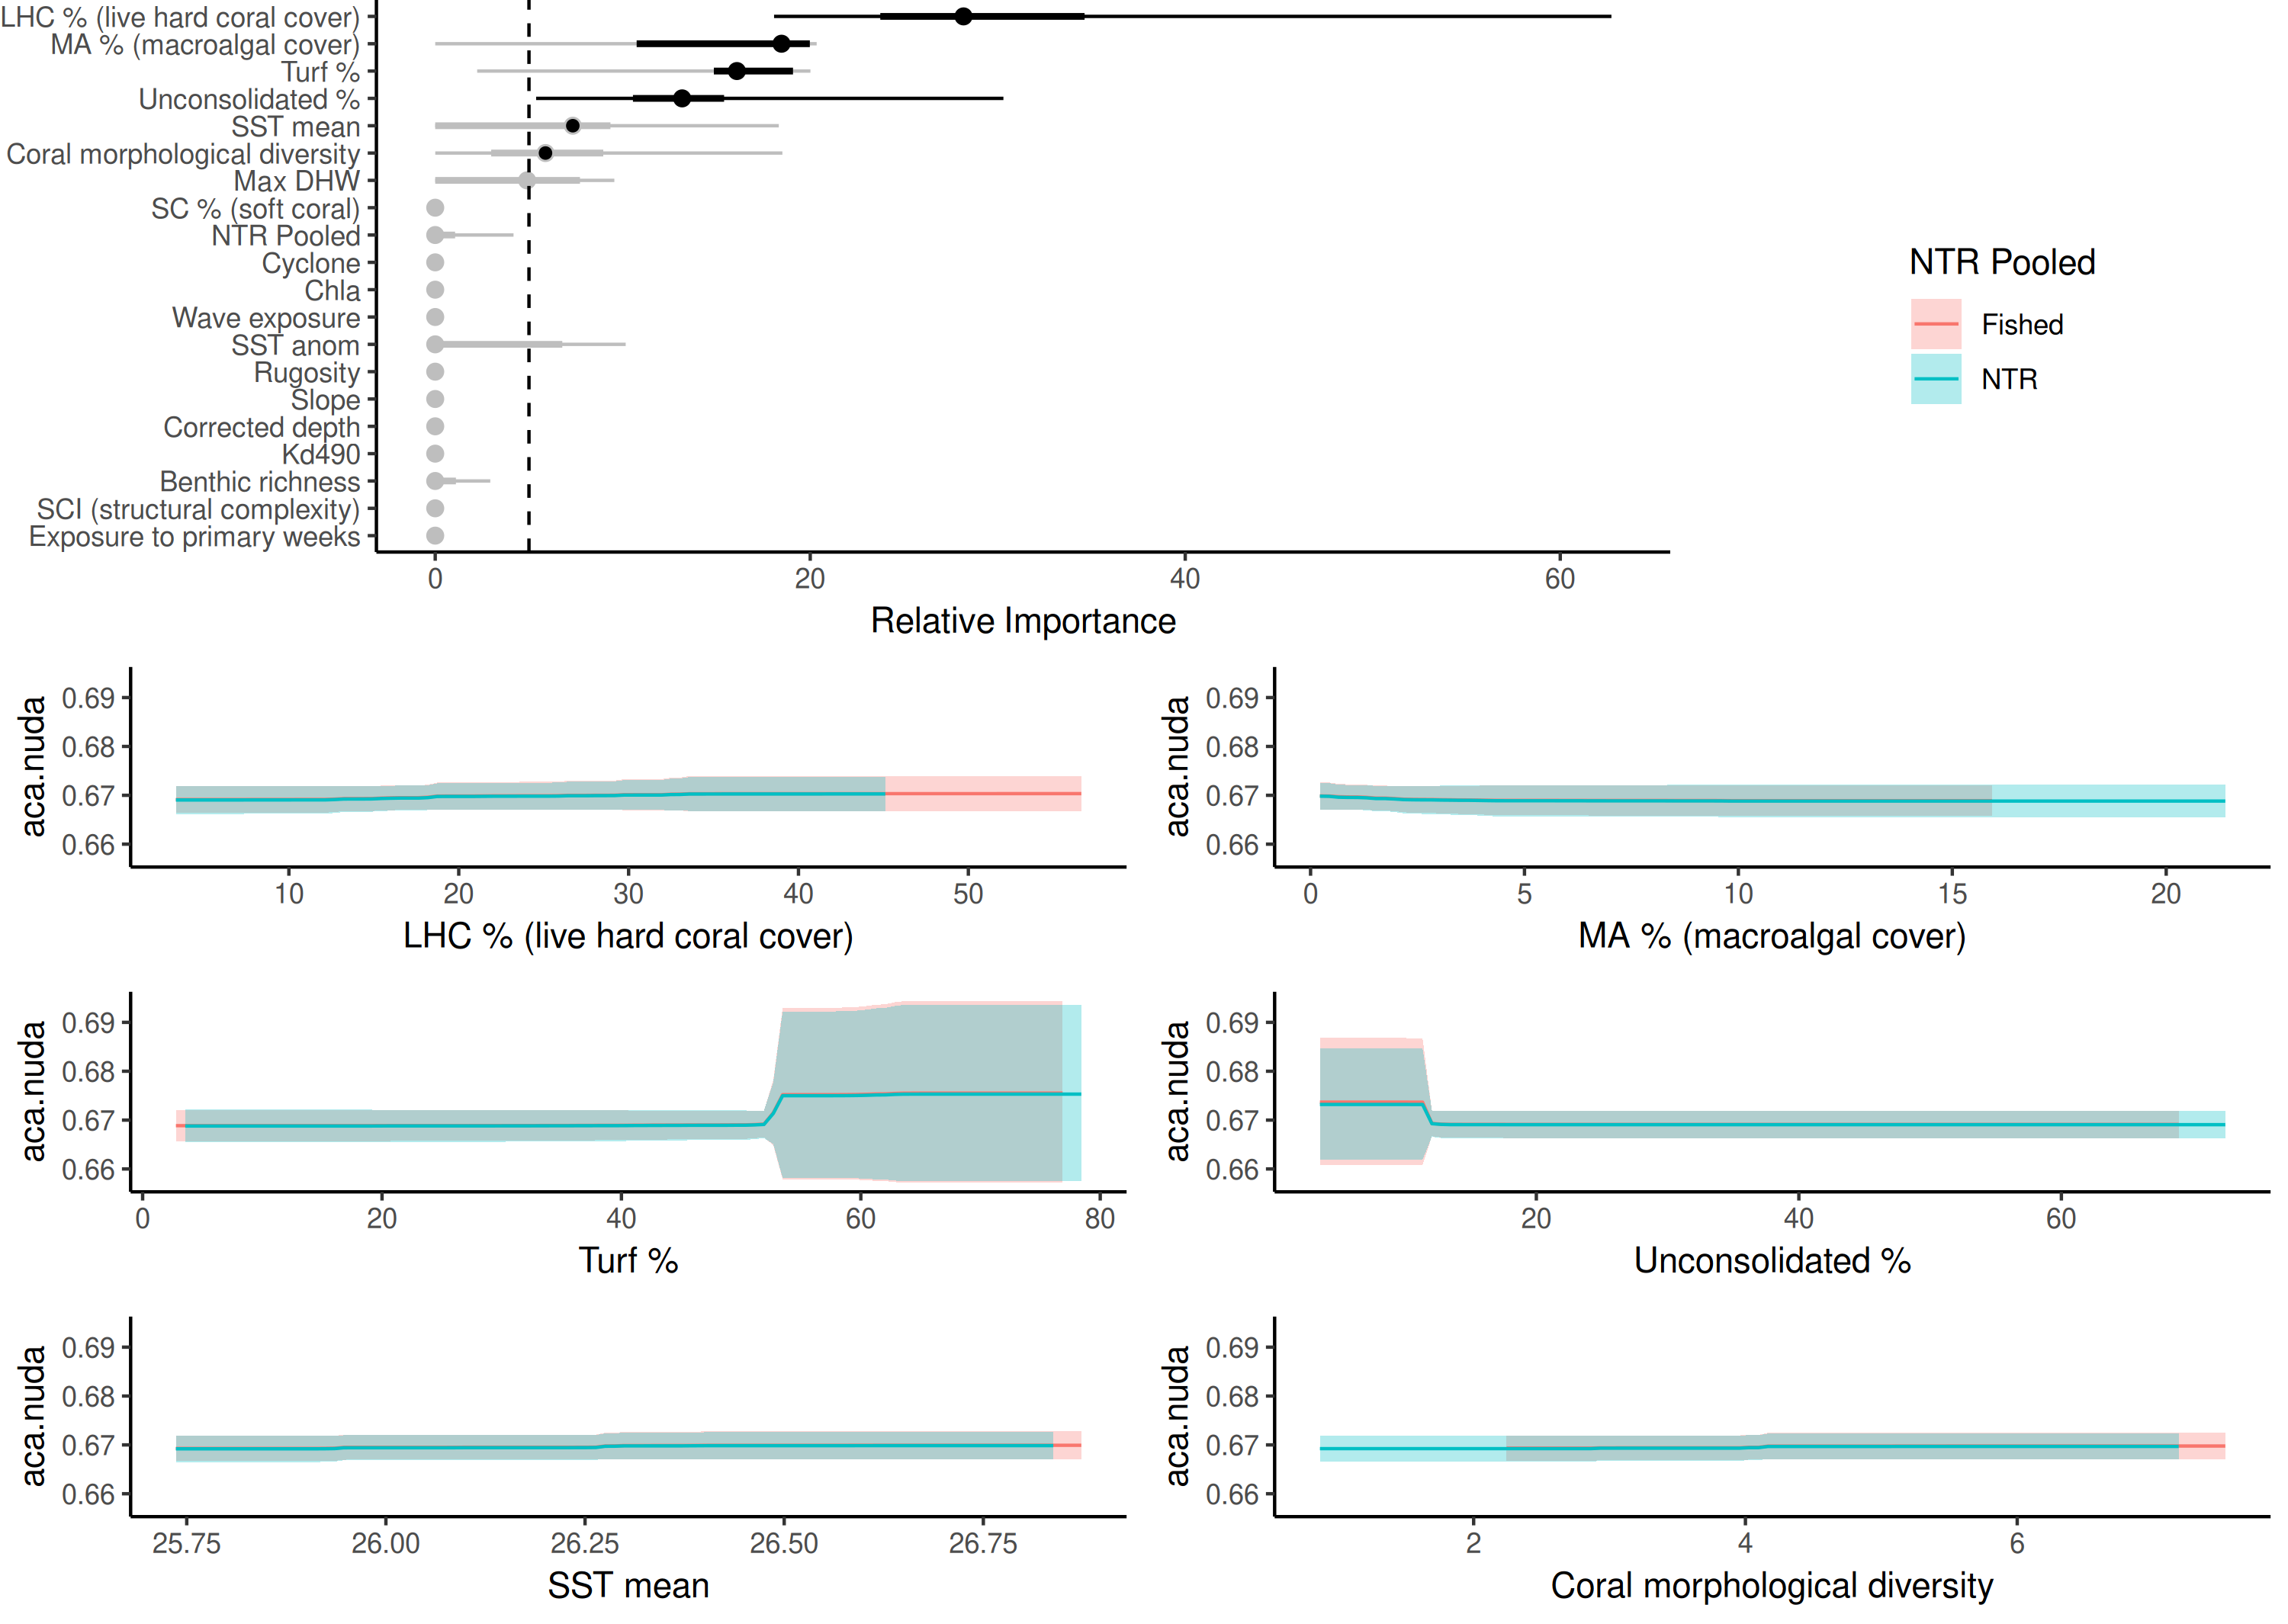 LHC % (live hard coral cover)
MA % (macroalgal cover)
Turf %
Unconsolidated %
SST mean
Coral morphological diversity
Max DHW
SC % (soft coral)
NTR Pooled
Cyclone
Chla
Wave exposure
SST anom
Rugosity
Slope
Corrected depth
Kd490
Benthic richness
SCI (structural complexity)
Exposure to primary weeks
0 20 40 60
Relative Importance
NTR Pooled
Fished
NTR
aca.nuda
0.69
0.68
0.67
0.66
10 20 30 40 50
LHC % (live hard coral cover)
aca.nuda
0.69
0.68
0.67
0.66
0 5 10 15 20
MA % (macroalgal cover)
aca.nuda
0.69
0.68
0.67
0.66
0 20 40 60 80
Turf %
aca.nuda
0.69
0.68
0.67
0.66
20 40 60
Unconsolidated %
aca.nuda
0.69
0.68
0.67
0.66
25.75 26.00 26.25 26.50 26.75
SST mean
aca.nuda
0.69
0.68
0.67
0.66
2 4 6
Coral morphological diversity